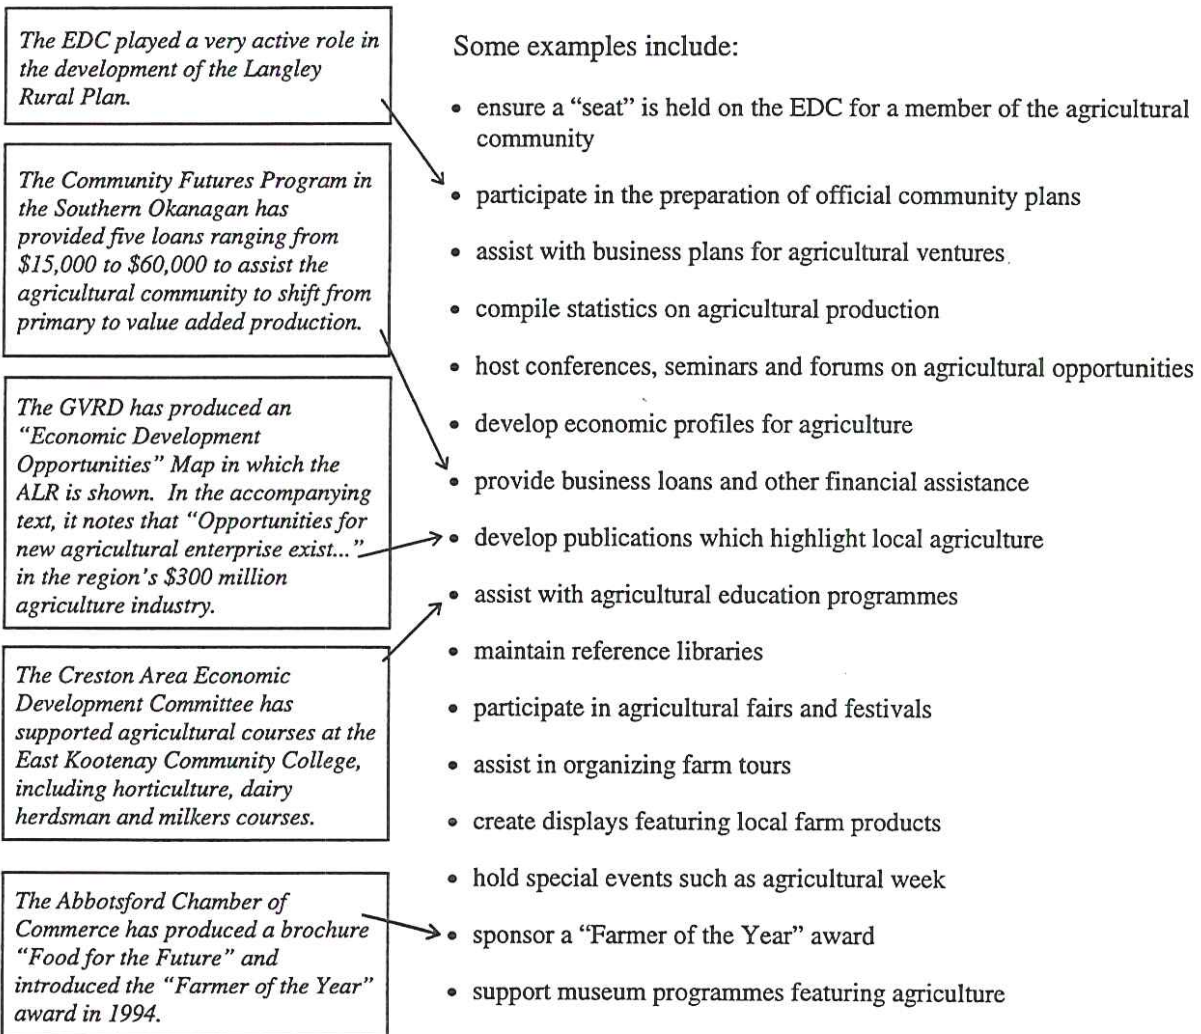 The EDC played a very active role in
the development of the Langley
Rural Plan.
The Community Futures Program in
the Southern Okanagan has
provided five loans ranging from
$15,000 to $60,000 to assist the
agricultural community to shift from
primary to value added production.
The GVRD has produced an
“Economic Development
Opportunities” Map in which the
ALR is shown. In the accompanying
text, it notes that “Opportunities for
new agricultural enterprise exist...”
in the region's $300 million
agriculture industry.
The Creston Area Economic
Development Committee has
supported agricultural courses at the
East Kootenay Community College,
including horticulture, dairy
herdsman and milkers courses.
The Abbotsford Chamber of
Commerce has produced a brochure
“Food for the Future” and
introduced the “Farmer of the Year”
award in 1994.
Some examples include:
• ensure a “seat” is held on the EDC for a member of the agricultural
community
• participate in the preparation of official community plans
• assist with business plans for agricultural ventures
• compile statistics on agricultural production
• host conferences, seminars and forums on agricultural opportunities
• develop economic profiles for agriculture
• provide business loans and other financial assistance
• develop publications which highlight local agriculture
• assist with agricultural education programmes
• maintain reference libraries
• participate in agricultural fairs and festivals
• assist in organizing farm tours
• create displays featuring local farm products
• hold special events such as agricultural week
• sponsor a “Farmer of the Year” award
• support museum programmes featuring agriculture